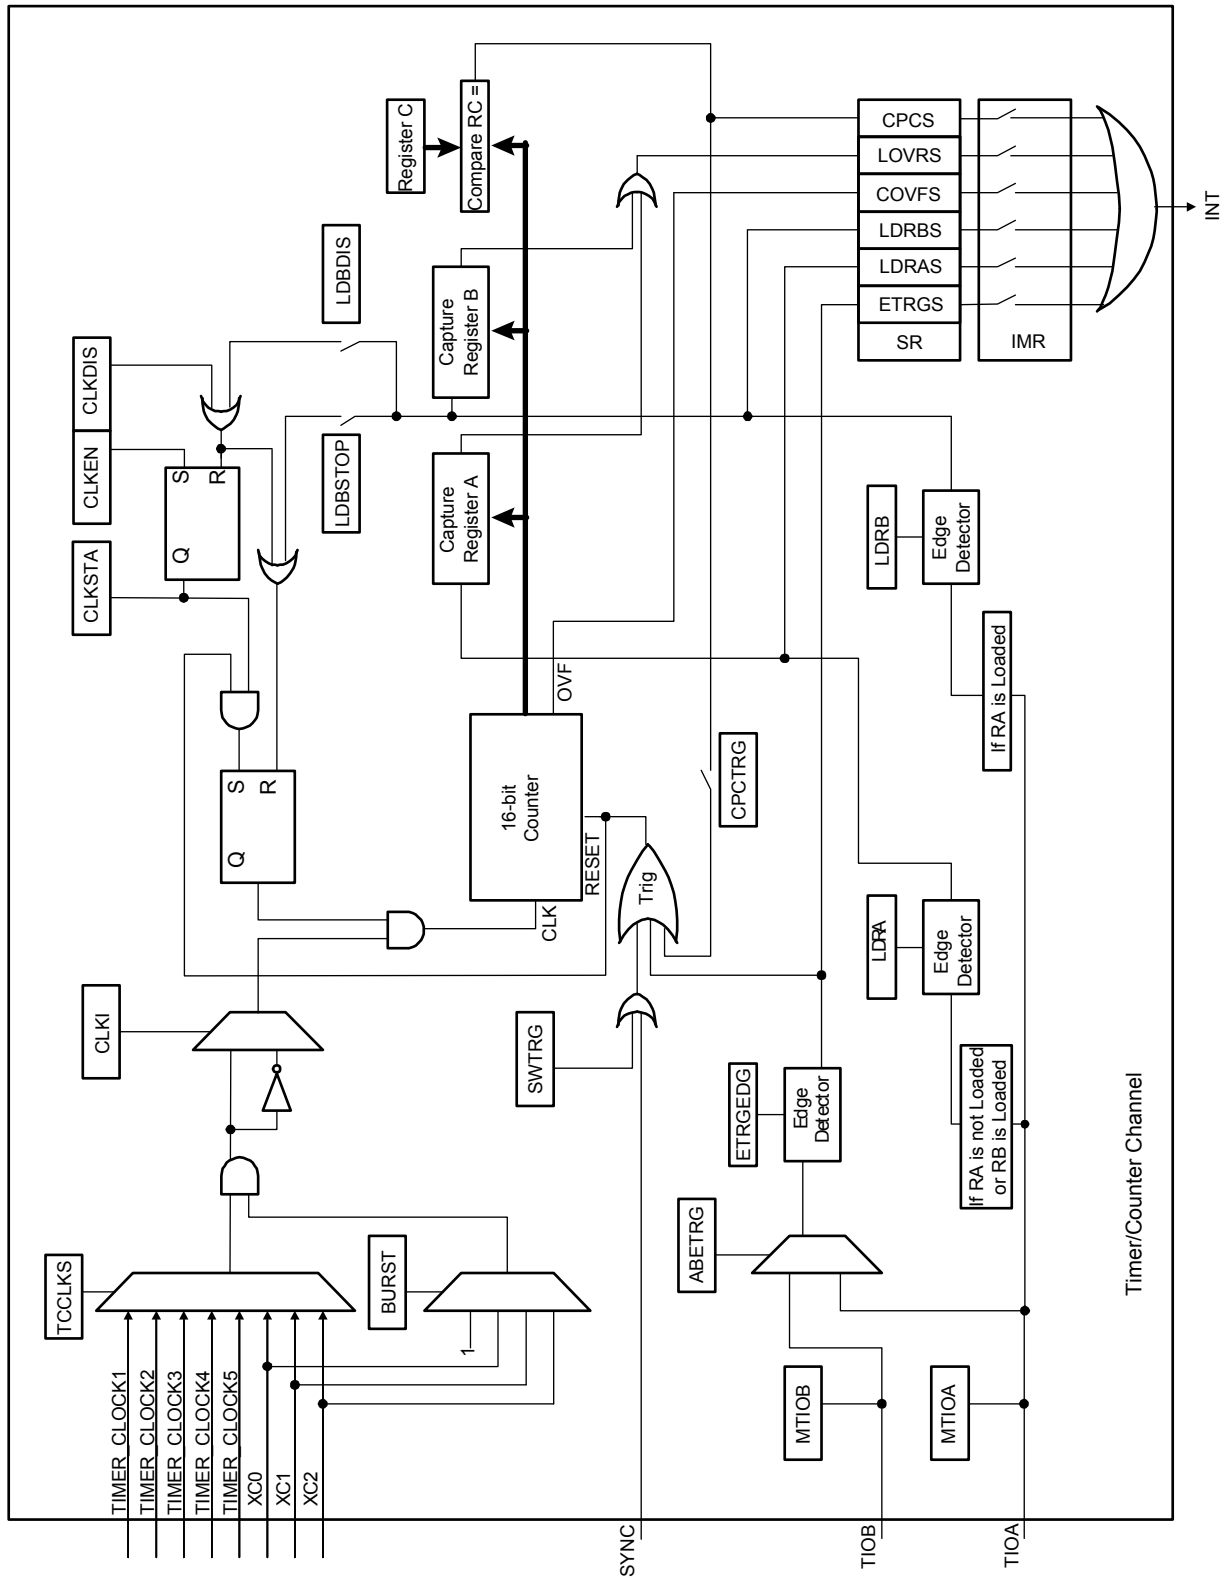 TCCLKS
TIMER_CLOCK1
TIMER_CLOCK2
TIMER_CLOCK3
TIMER_CLOCK4
TIMER_CLOCK5
XC0
XC1
XC2
CLKI
BURST
1
CLKSTA
CLKEN
CLKDIS
Q
S
R
Q
S
R
LDBSTOP
LDBDIS
Register C
Capture
Register A
Capture
Register B
Compare RC =
16-bit
Counter
CLK
RESET
OVF
SWTRG
Trig
CPCTRG
SYNC
ABETRG
ETRGEDG
Edge
Detector
MTIOB
TIOB
MTIOA
TIOA
LDRA
Edge
Detector
If RA is not Loaded
or RB is Loaded
LDRB
Edge
Detector
If RA is Loaded
SR
ETRGS
LDRAS
LDRBS
COVFS
LOVRS
CPCS
IMR
INT
Timer/Counter Channel